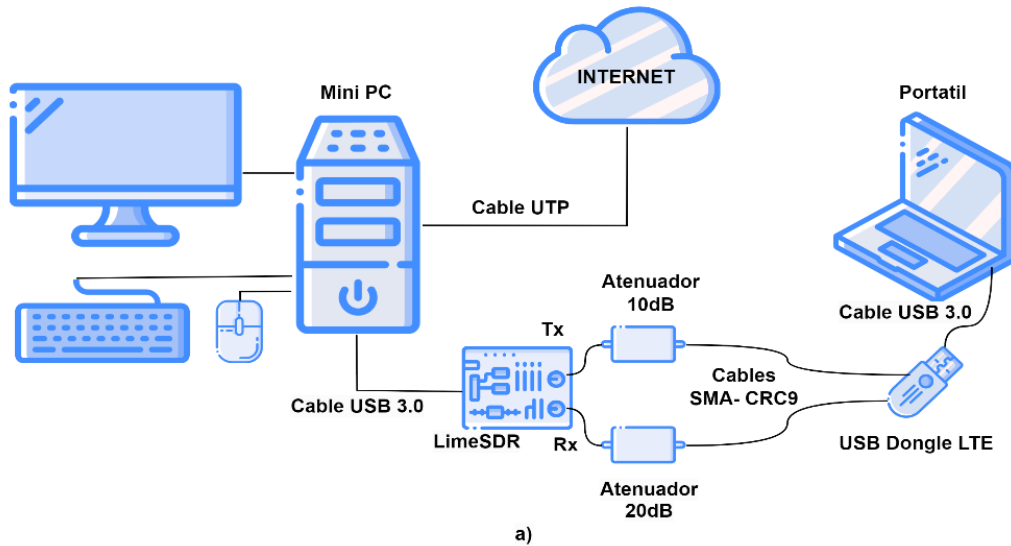 INTERNET
Mini PC
Portatil
Cable UTP
Atenuador
10dB
Cable USB 3.0
Tx
Cables
SMA- CRC9
Cable USB 3.0
LimeSDR
Rx
USB Dongle LTE
Atenuador
20dB
a)